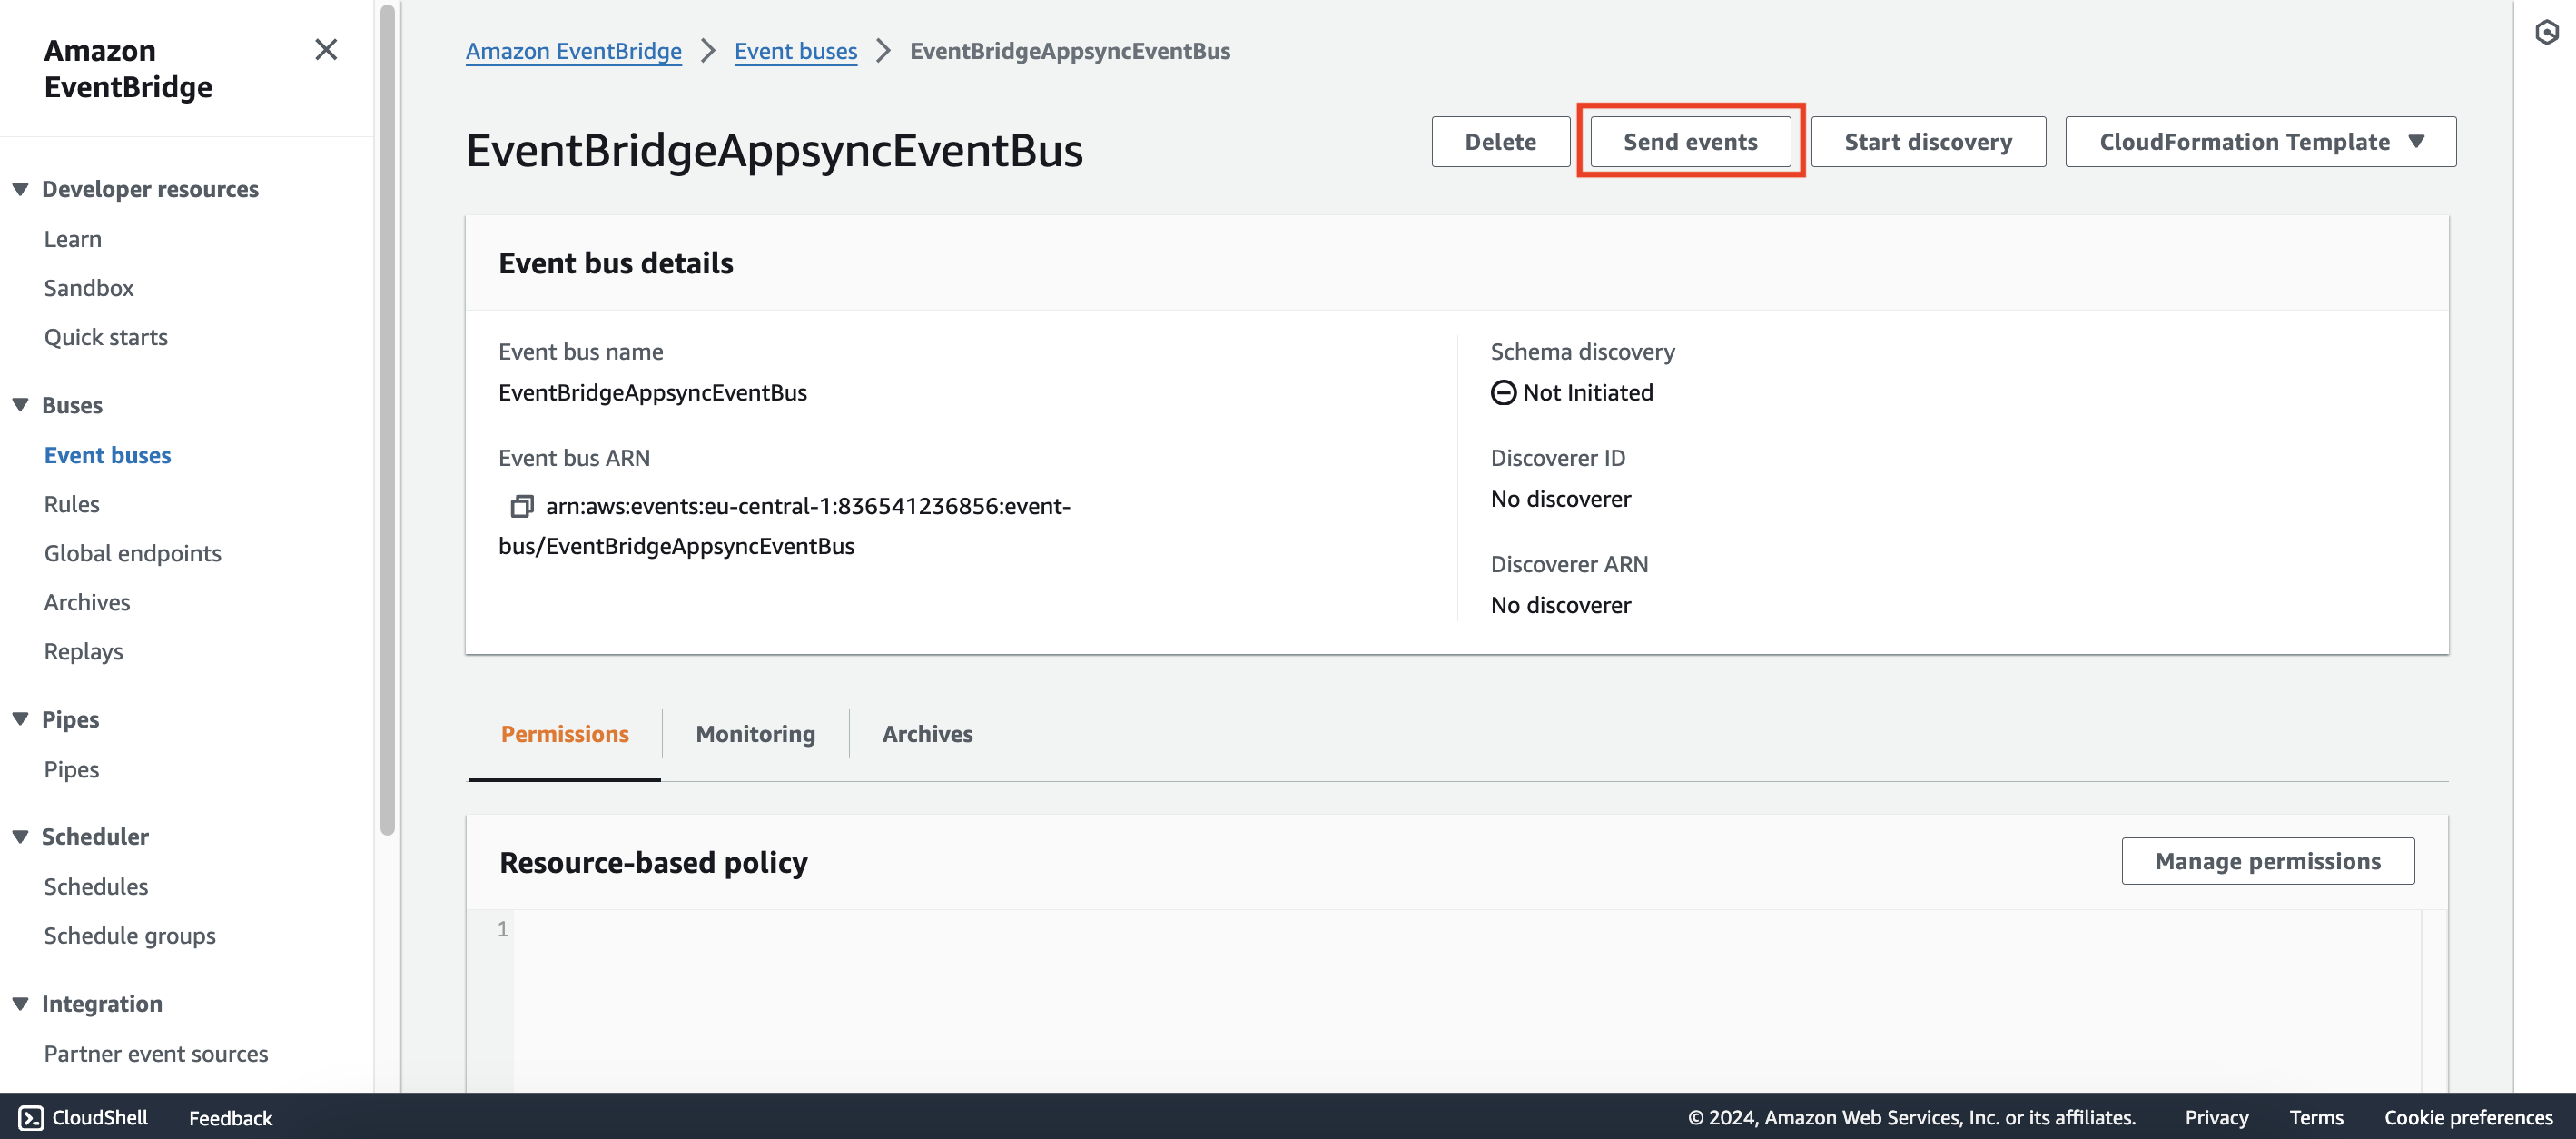 Amazon
EventBridge
Developer resources
Learn
Sandbox
Quick starts
Buses
Event buses
Rules
Global endpoints
Archives
Replays
Pipes
Pipes
Scheduler
Schedules
Schedule groups
Integration
Partner event sources
Amazon EventBridge > Event buses > EventBridgeAppsyncEventBus
EventBridgeAppsyncEventBus
Delete
Send events
Start discovery
CloudFormation Template
Event bus details
Event bus name
EventBridgeAppsyncEventBus
Event bus ARN
arn:aws:events:eu-central-1:836541236856:event-
bus/EventBridgeAppsyncEventBus
Schema discovery
Not Initiated
Discoverer ID
No discoverer
Discoverer ARN
No discoverer
Permissions
Monitoring
Archives
Resource-based policy
Manage permissions
1
CloudShell
Feedback
© 2024, Amazon Web Services, Inc. or its affiliates.
Privacy
Terms
Cookie preferences